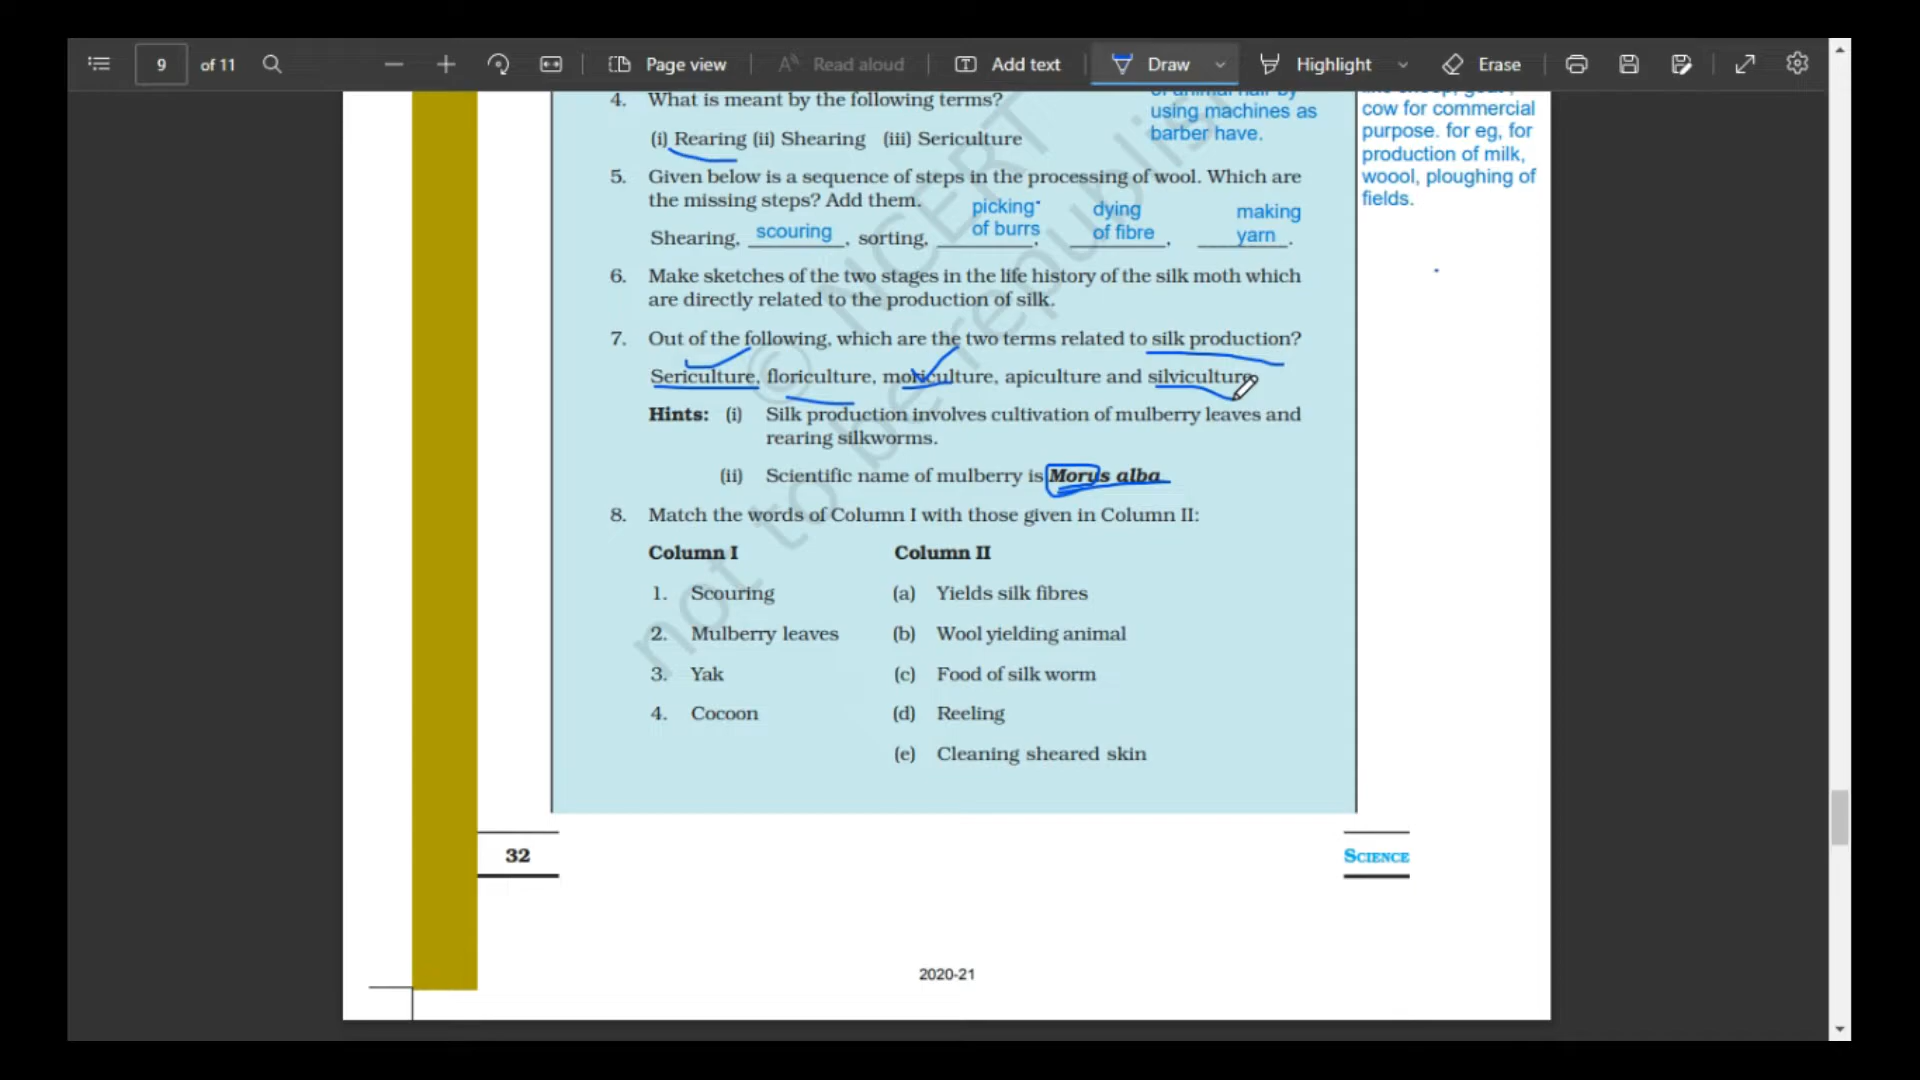 9 of 11 Page view Read aloud Add text Draw Highlight Erase
4. What is meant by the following terms?
(i) Rearing (ii) Shearing (iii) Sericulture
using machines as
barber have.
cow for commercial
purpose. for eg, for
production of milk,
woool, ploughing of
fields.
5. Given below is a sequence of steps in the processing of wool. Which are
the missing steps? Add them.
Shearing, scouring, sorting, picking of burrs, dying of fibre, making yarn.
6. Make sketches of the two stages in the life history of the silk moth which
are directly related to the production of silk.
7. Out of the following, which are the two terms related to silk production?
Sericulture, floriculture, moriculture, apiculture and silviculture.
Hints: (i) Silk production involves cultivation of mulberry leaves and
rearing silkworms.
(ii) Scientific name of mulberry is Morus alba
8. Match the words of Column I with those given in Column II:
Column I Column II
1. Scouring (a) Yields silk fibres
2. Mulberry leaves (b) Wool yielding animal
3. Yak (c) Food of silk worm
4. Cocoon (d) Reeling
(e) Cleaning sheared skin
© NCERT
not to be republis
32
SCIENCE
2020-21